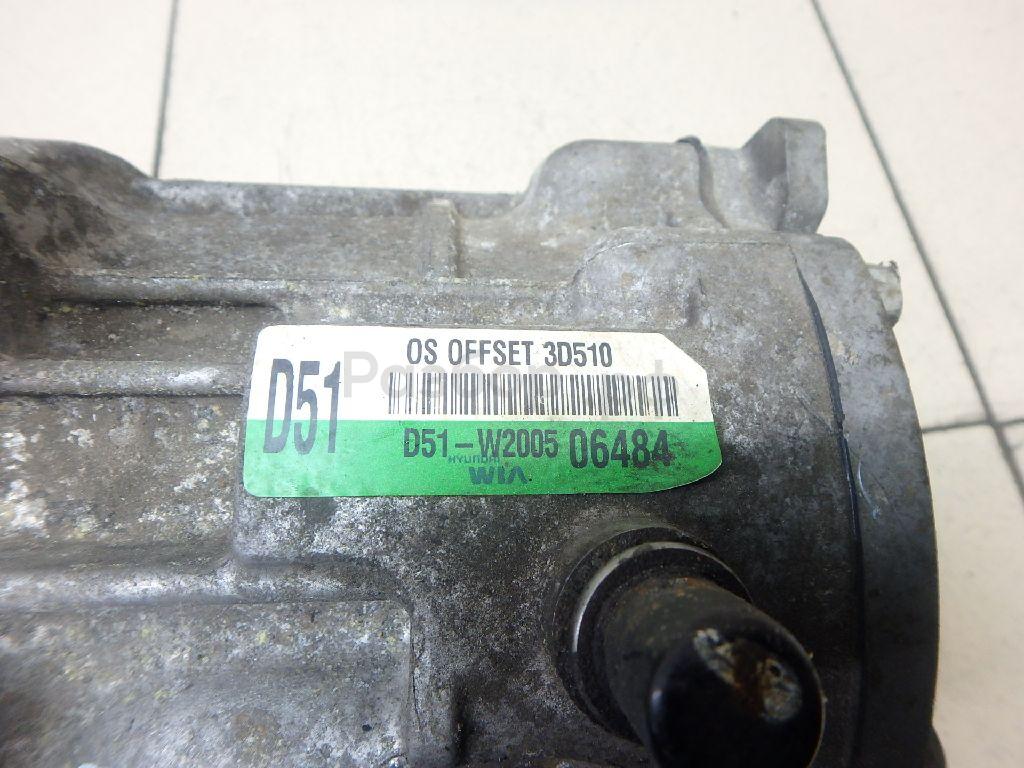 OS OFFSET 3D510
D51
D51-W2005 06484
HYUNDAI
WIA